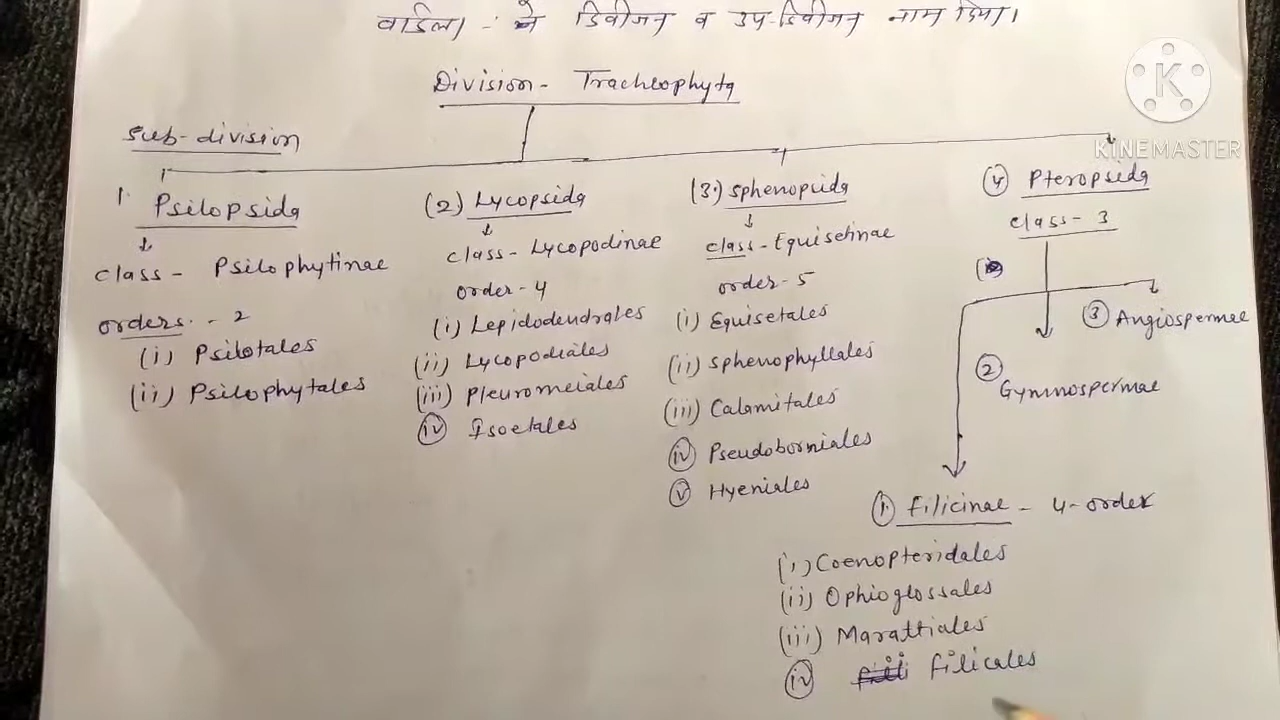 वार्डला :- ने डिवीजन व उप-डिवीजन नाम दिया।
Division - Tracheophyta
K
KINEMASTER
Sub-division
1. Psilopsida
class - Psilophytinae
orders. - 2
(i) Psilotales
(ii) Psilophytales
(2) Lycopsida
class - Lycopodinae
order - 4
(i) Lepidodendrales
(ii) Lycopodiales
(iii) Pleuromeiales
(iv) Isoetales
(3.) Sphenopsida
class - Equisetinae
order - 5
(i) Equisetales
(ii) Sphenophyllales
(iii) Calamitales
(iv) Pseudoborniales
(v) Hyeniales
(4) Pteropsida
class - 3
(3) Angiospermae
(2) Gymnospermae
(1.) Filicinae - 4-order
(i) Coenopteridales
(ii) Ophioglossales
(iii) Marattiales
(iv) filicales